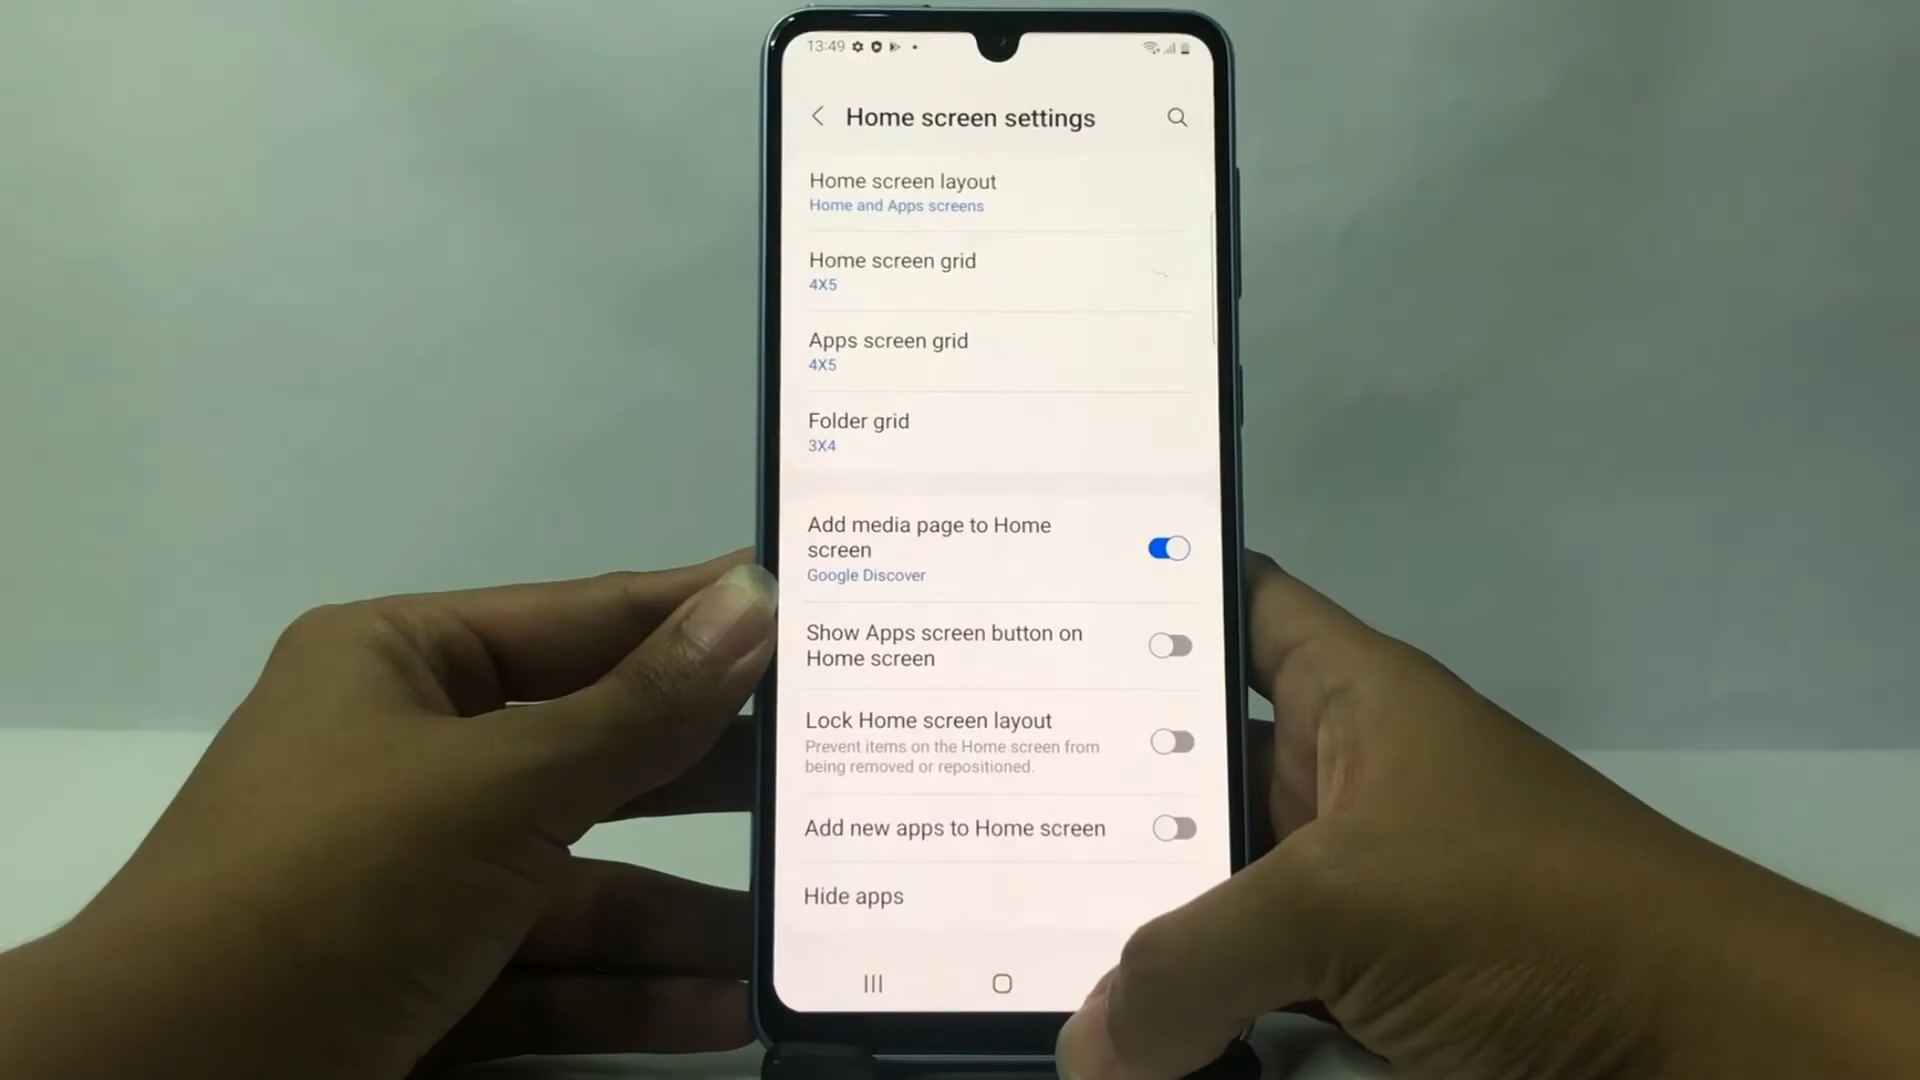 13:49
Home screen settings
Home screen layout
Home and Apps screens
Home screen grid
4X5
Apps screen grid
4X5
Folder grid
3X4
Add media page to Home
screen
Google Discover
Show Apps screen button on
Home screen
Lock Home screen layout
Prevent items on the Home screen from
being removed or repositioned.
Add new apps to Home screen
Hide apps